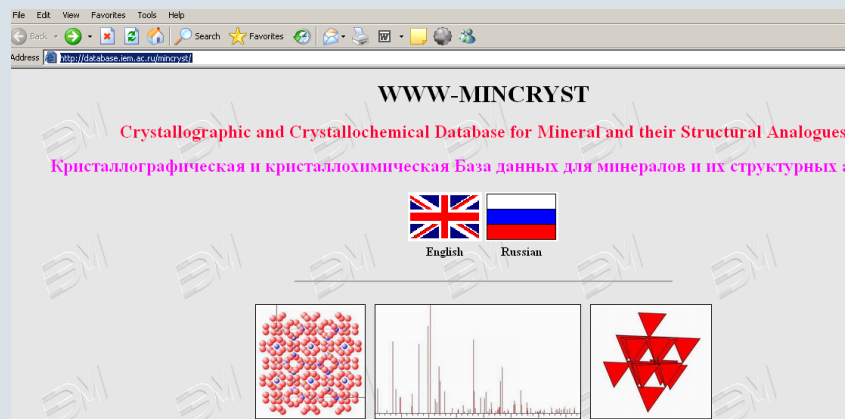 File Edit View Favorites Tools Help
Back Search Favorites
Address http://database.iem.ac.ru/mincryst/
WWW-MINCRYST
Crystallographic and Crystallochemical Database for Mineral and their Structural Analogues
Кристаллографическая и кристаллохимическая База данных для минералов и их структурных а
English Russian